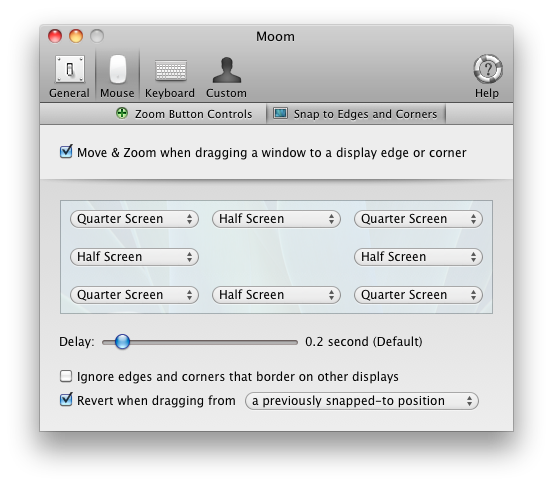 Moom
General Mouse Keyboard Custom Help
Zoom Button Controls Snap to Edges and Corners
Move & Zoom when dragging a window to a display edge or corner
Quarter Screen Half Screen Quarter Screen
Half Screen Half Screen
Quarter Screen Half Screen Quarter Screen
Delay: 0.2 second (Default)
Ignore edges and corners that border on other displays
Revert when dragging from a previously snapped-to position